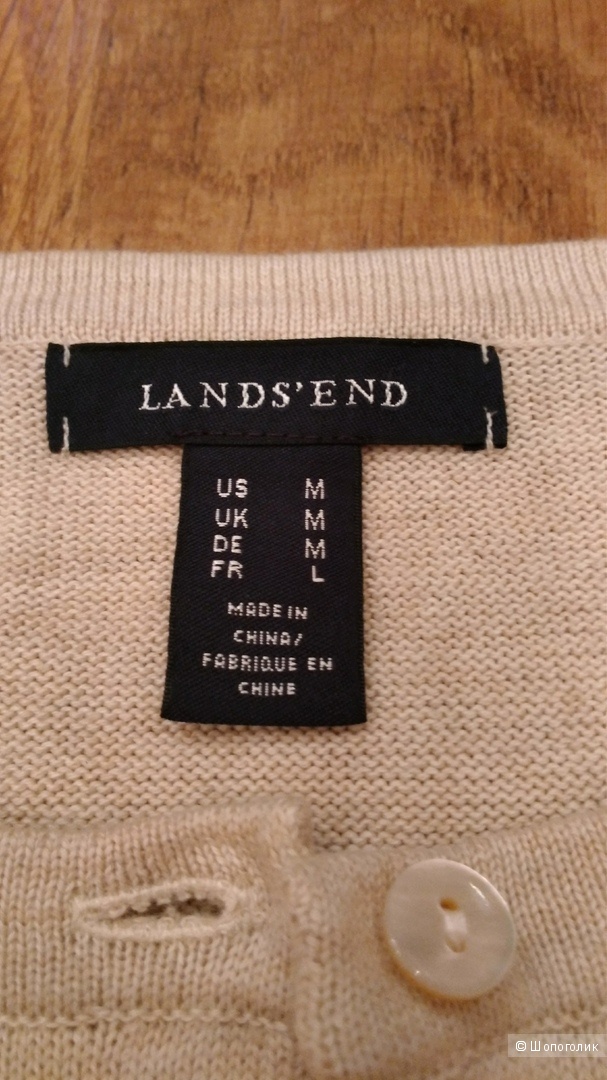 LANDS'END
US M
UK M
DE M
FR L
MADE IN
CHINA/
FABRIQUE EN
CHINE
© Шопоголик